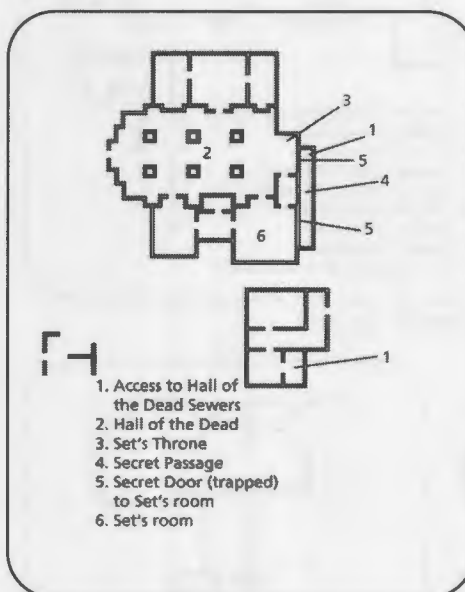 3
1
5
2
4
5
6
1
1. Access to Hall of
the Dead Sewers
2. Hall of the Dead
3. Set's Throne
4. Secret Passage
5. Secret Door (trapped)
to Set's room
6. Set's room